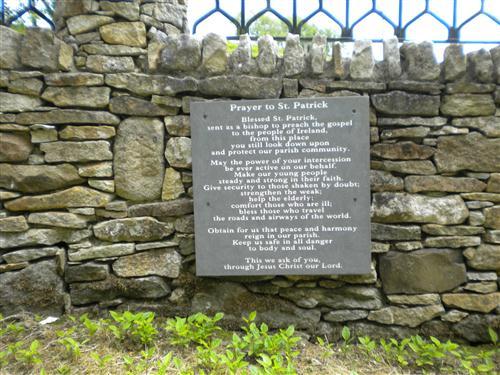 Prayer to St. Patrick
Blessed St. Patrick,
sent as a bishop to preach the gospel
to the people of Ireland,
from this place
you still look down upon
and protect our community.
May the power of your intercession
be ever active on our behalf.
Make our young people
steady and strong in their faith.
Give security to those shaken by doubt;
strengthen the weak;
help the elderly;
comfort those who are ill;
bless those who travel
the roads and airways of the world.
Obtain for us that peace and harmony
reign in our parish.
Keep us safe in all danger
to body and soul.
This we ask of you,
through Jesus Christ our Lord.